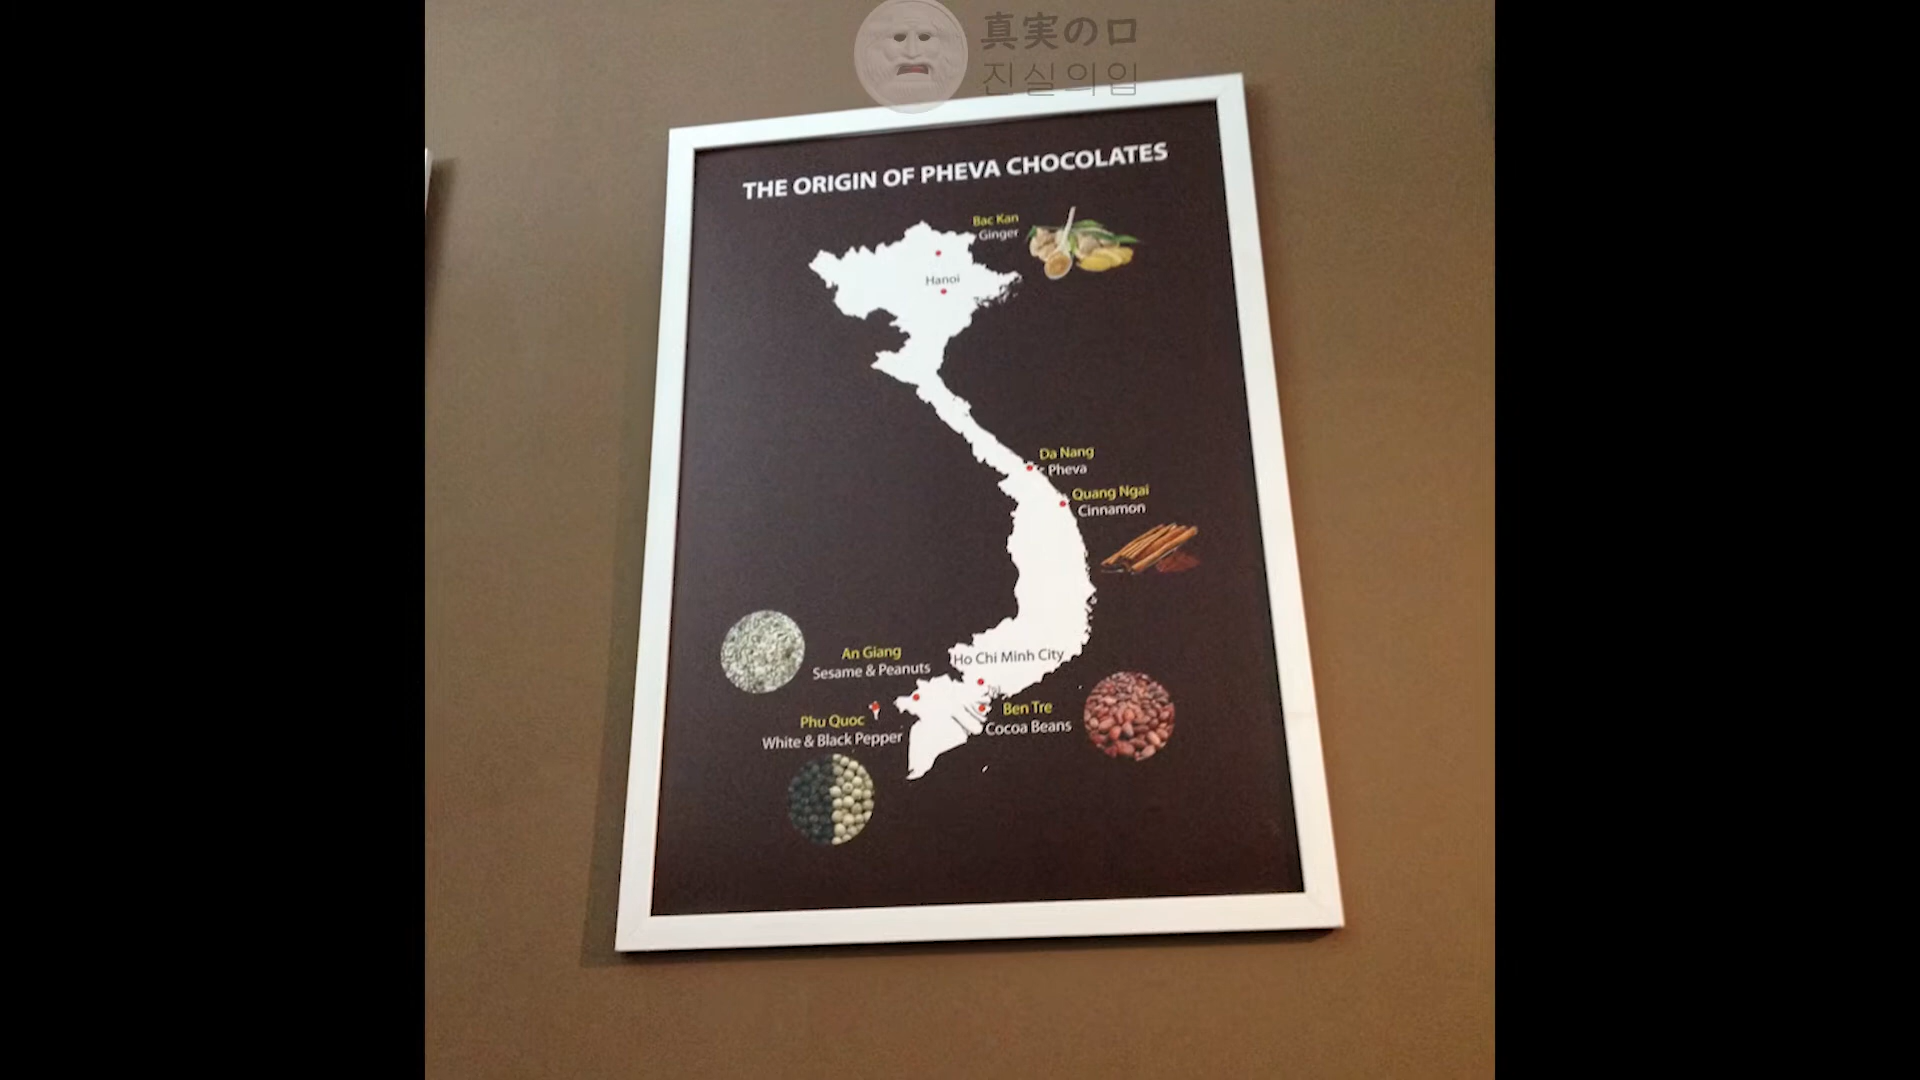 真実の口
진실의입
THE ORIGIN OF PHEVA CHOCOLATES
Bac Kan
Ginger
Hanoi
Da Nang
Pheva
Quang Ngai
Cinnamon
An Giang
Sesame & Peanuts
Ho Chi Minh City
Phu Quoc
White & Black Pepper
Ben Tre
Cocoa Beans